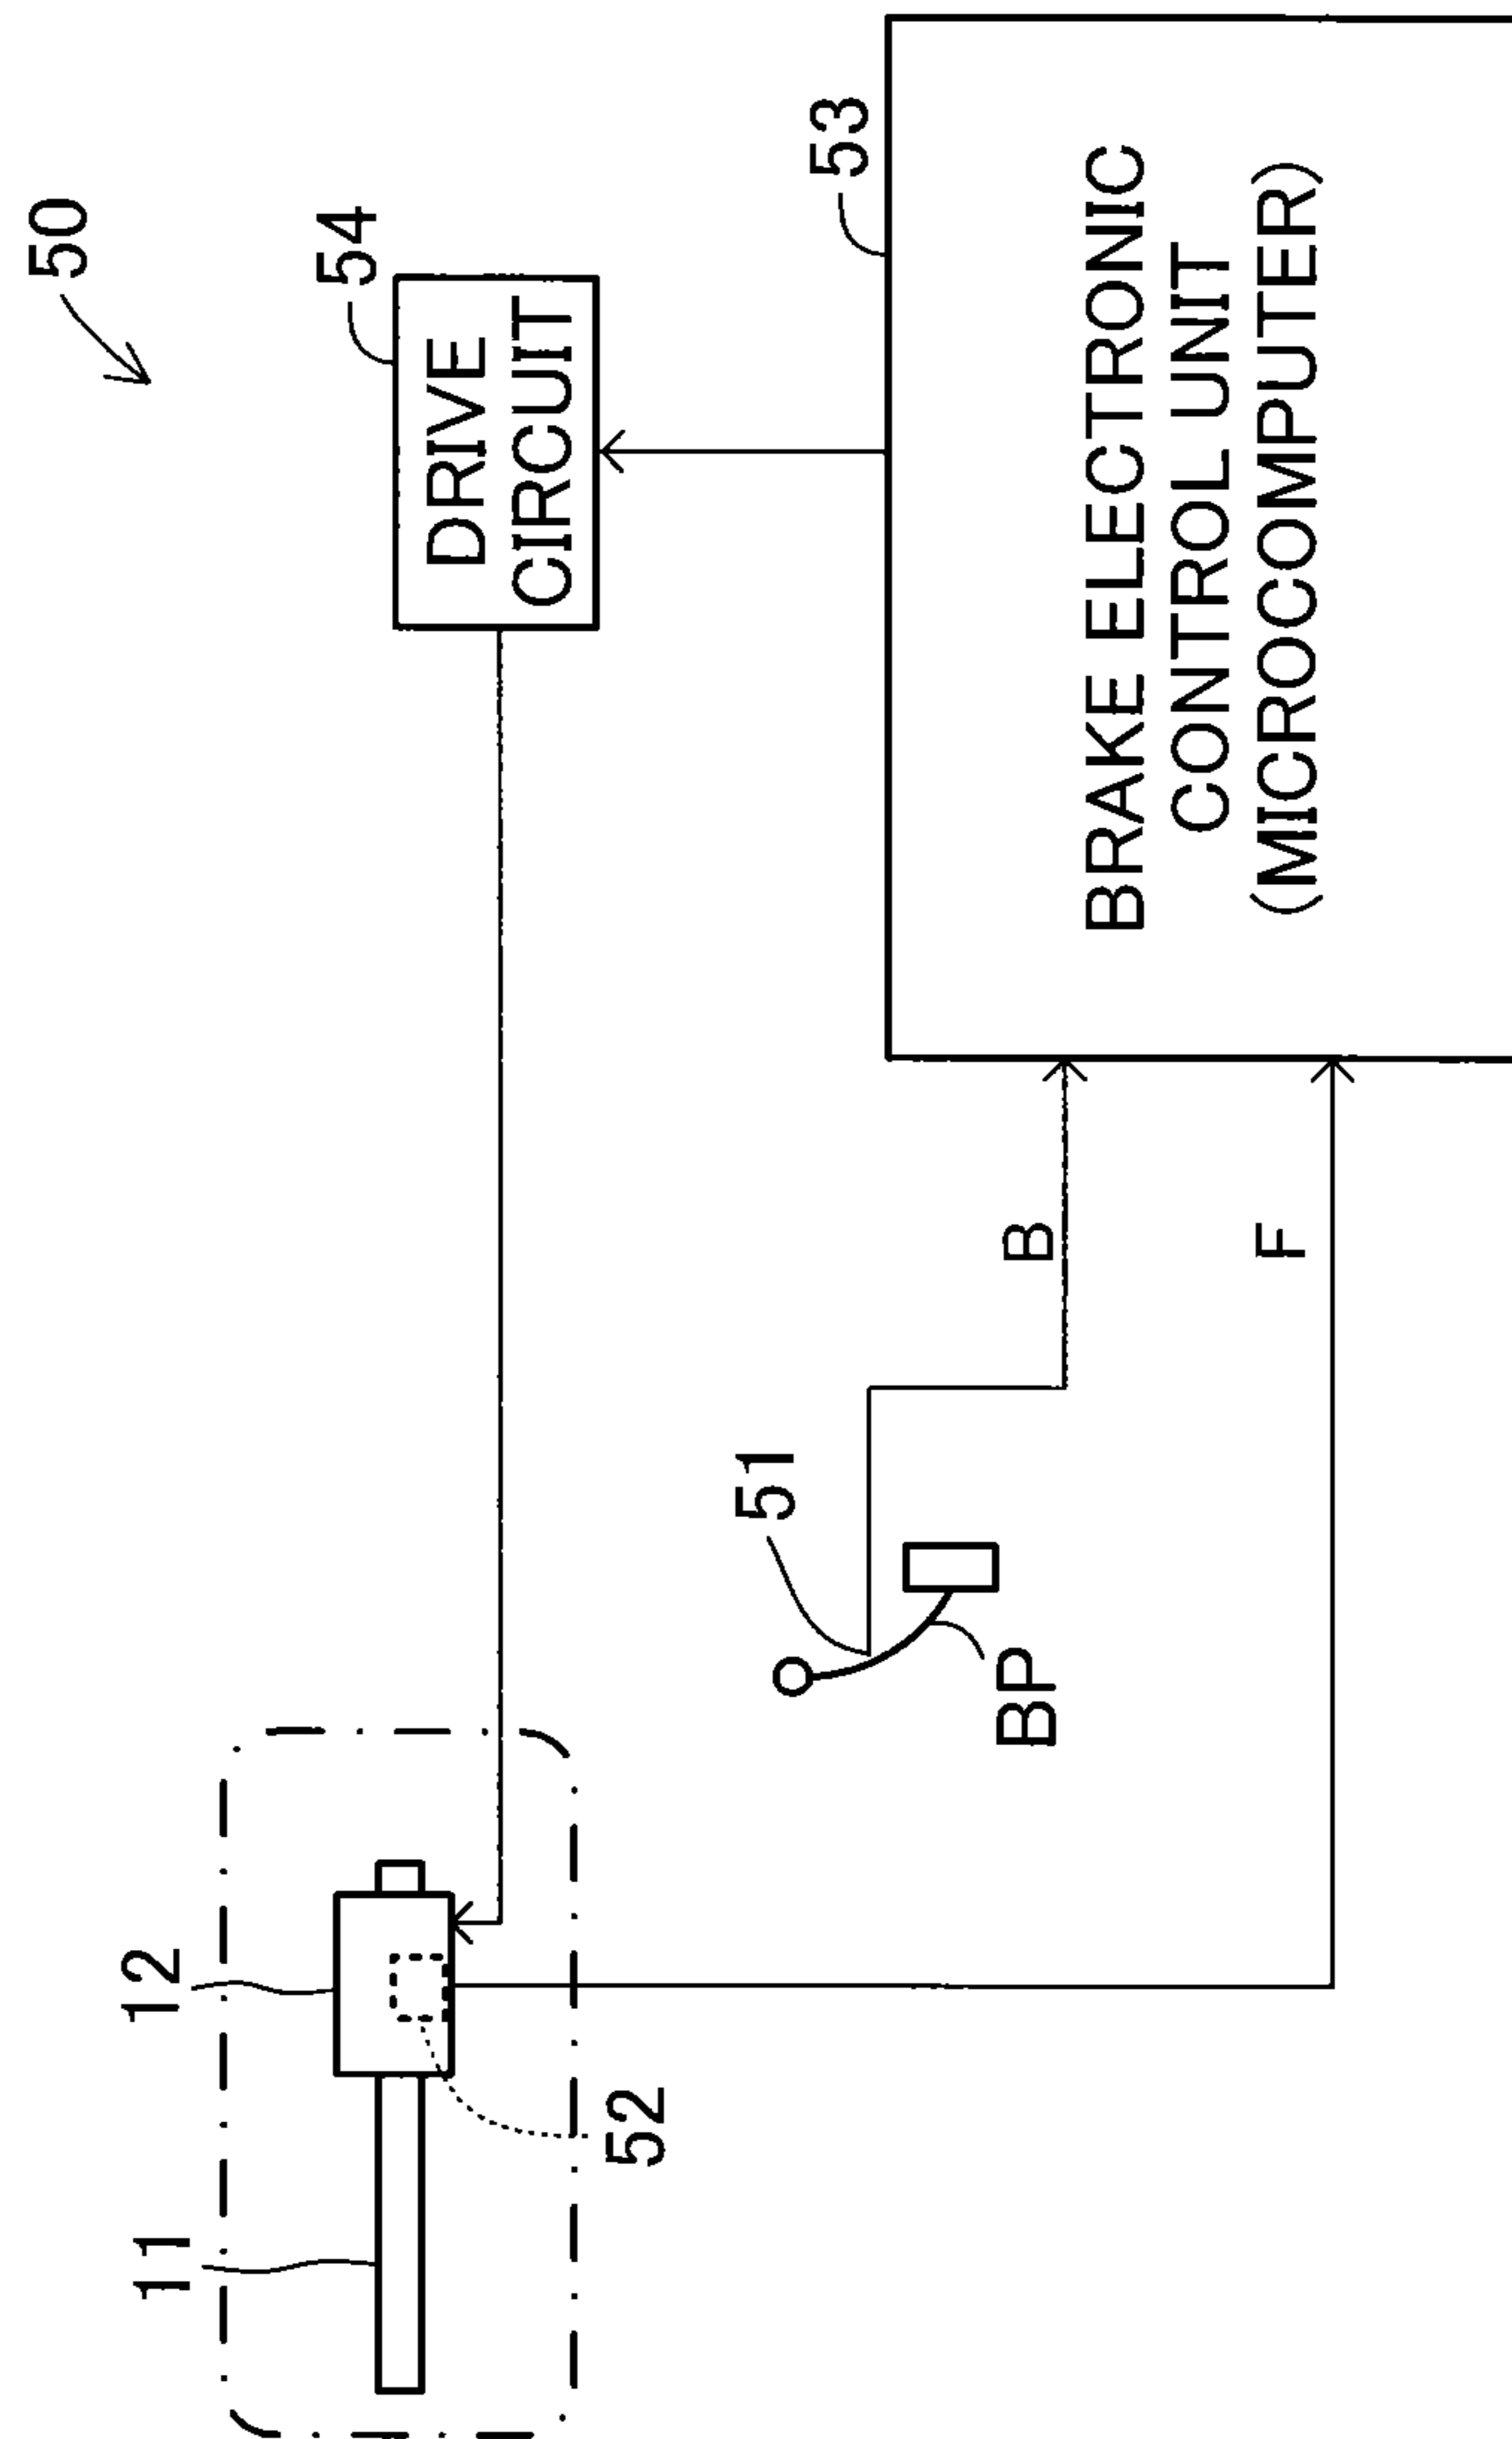 50
11
12
54
DRIVE
CIRCUIT
52
51
53
BP
B
BRAKE ELECTRONIC
CONTROL UNIT
(MICROCOMPUTER)
F